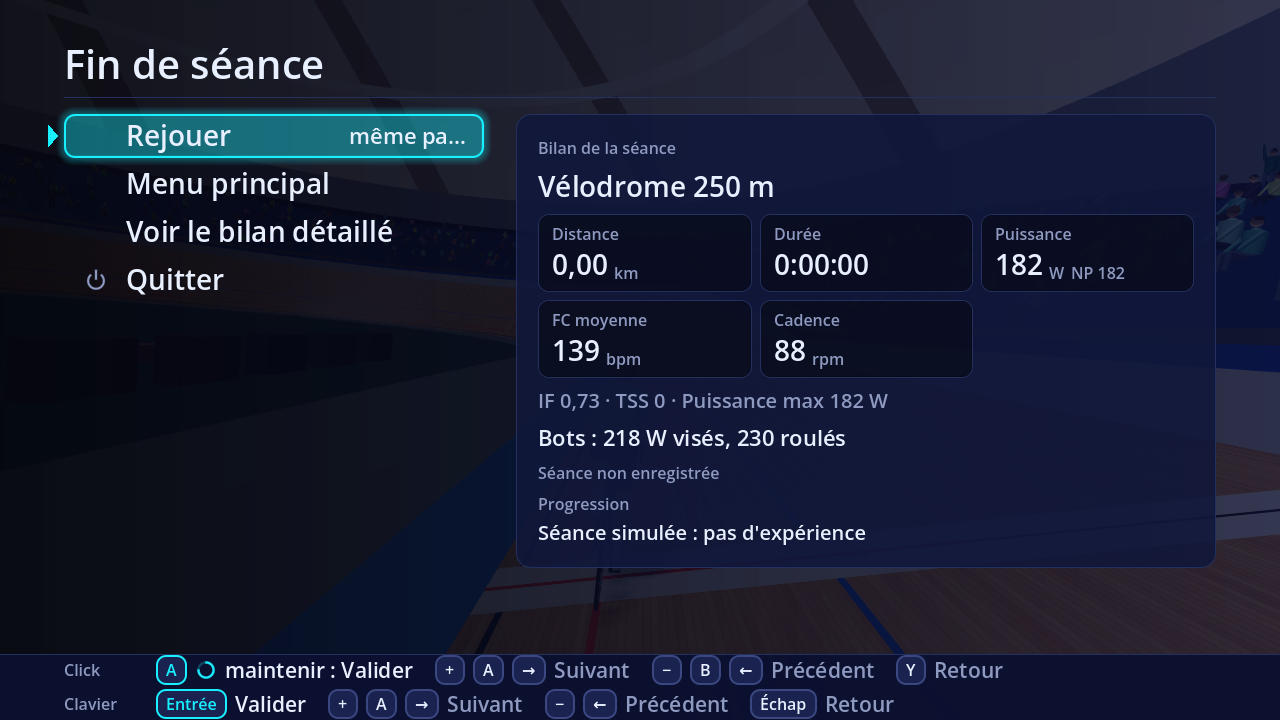 Fin de séance
Rejouer même pa...
Menu principal
Voir le bilan détaillé
Quitter
Bilan de la séance
Vélodrome 250 m
Distance
0,00 km
Durée
0:00:00
Puissance
182 W NP 182
FC moyenne
139 bpm
Cadence
88 rpm
IF 0,73 · TSS 0 · Puissance max 182 W
Bots : 218 W visés, 230 roulés
Séance non enregistrée
Progression
Séance simulée : pas d'expérience
Click A maintenir : Valider + A → Suivant − B ← Précédent Y Retour
Clavier Entrée Valider + A → Suivant − ← Précédent Échap Retour